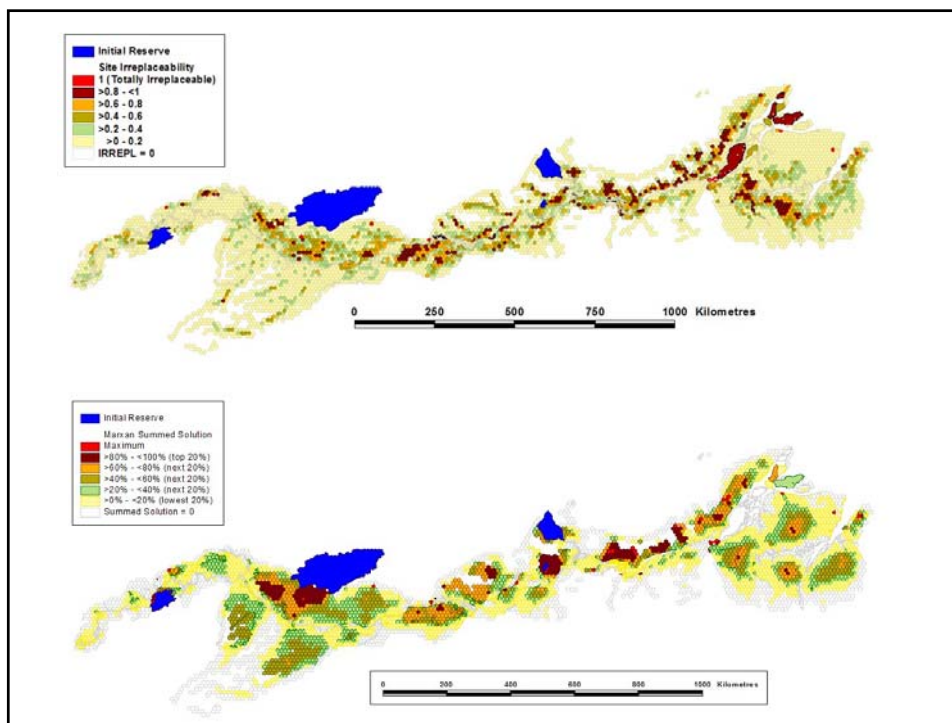 Initial Reserve
Site Irreplaceability
1 (Totally Irreplaceable)
>0.8 - <1
>0.6 - 0.8
>0.4 - 0.6
>0.2 - 0.4
>0 - 0.2
IRREPL = 0
0 250 500 750 1000 Kilometres
Initial Reserve
Marxan Summed Solution
Maximum
>80% - <100% (top 20%)
>60% - <80% (next 20%)
>40% - <60% (next 20%)
>20% - <40% (next 20%)
>0% - <20% (lowest 20%)
Summed Solution = 0
0 200 400 600 800 1000 Kilometres